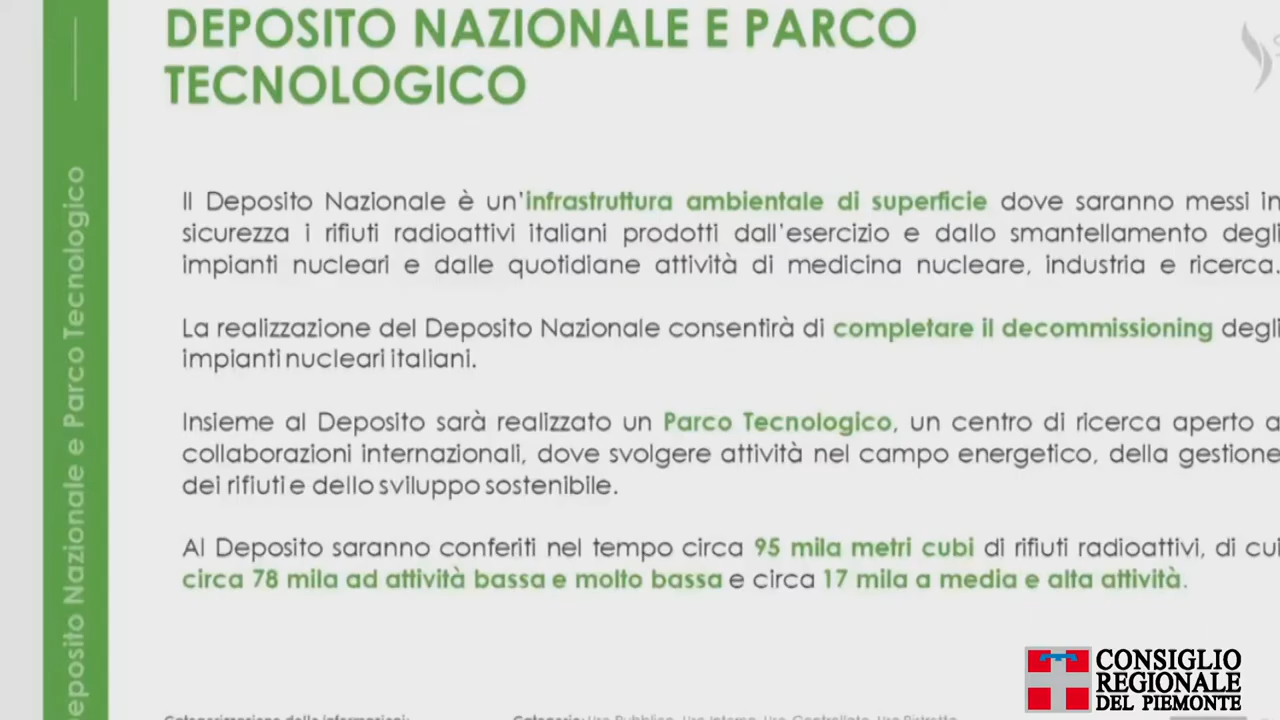 DEPOSITO NAZIONALE E PARCO
TECNOLOGICO
Deposito Nazionale e Parco Tecnologico
Il Deposito Nazionale è un'infrastruttura ambientale di superficie dove saranno messi in
sicurezza i rifiuti radioattivi italiani prodotti dall'esercizio e dallo smantellamento degli
impianti nucleari e dalle quotidiane attività di medicina nucleare, industria e ricerca.
La realizzazione del Deposito Nazionale consentirà di completare il decommissioning degli
impianti nucleari italiani.
Insieme al Deposito sarà realizzato un Parco Tecnologico, un centro di ricerca aperto a
collaborazioni internazionali, dove svolgere attività nel campo energetico, della gestione
dei rifiuti e dello sviluppo sostenibile.
Al Deposito saranno conferiti nel tempo circa 95 mila metri cubi di rifiuti radioattivi, di cui
circa 78 mila ad attività bassa e molto bassa e circa 17 mila a media e alta attività.
CONSIGLIO
REGIONALE
DEL PIEMONTE